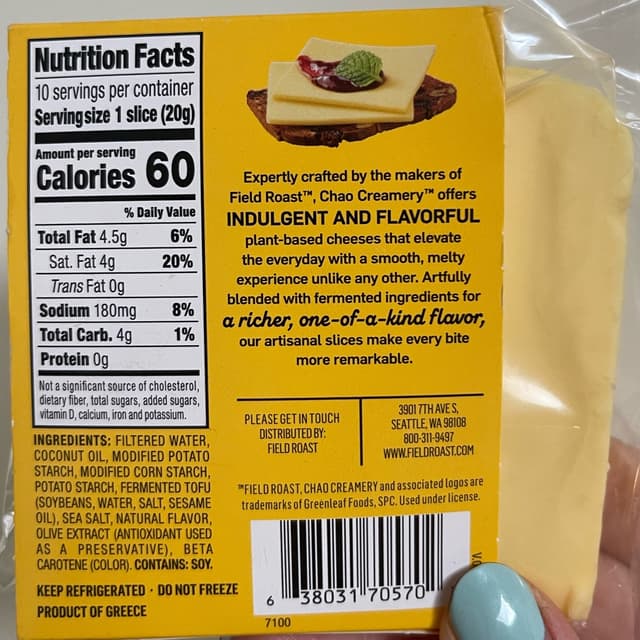 Nutrition Facts
10 servings per container
Serving size 1 slice (20g)
Amount per serving
Calories 60
% Daily Value
Total Fat 4.5g 6%
Sat. Fat 4g 20%
Trans Fat 0g
Sodium 180mg 8%
Total Carb. 4g 1%
Protein 0g
Not a significant source of cholesterol,
dietary fiber, total sugars, added sugars,
vitamin D, calcium, iron and potassium.
INGREDIENTS: FILTERED WATER,
COCONUT OIL, MODIFIED POTATO
STARCH, MODIFIED CORN STARCH,
POTATO STARCH, FERMENTED TOFU
(SOYBEANS, WATER, SALT, SESAME
OIL), SEA SALT, NATURAL FLAVOR,
OLIVE EXTRACT (ANTIOXIDANT USED
AS A PRESERVATIVE), BETA
CAROTENE (COLOR). CONTAINS: SOY.
KEEP REFRIGERATED · DO NOT FREEZE
PRODUCT OF GREECE
Expertly crafted by the makers of
Field Roast™, Chao Creamery™ offers
INDULGENT AND FLAVORFUL
plant-based cheeses that elevate
the everyday with a smooth, melty
experience unlike any other. Artfully
blended with fermented ingredients for
a richer, one-of-a-kind flavor,
our artisanal slices make every bite
more remarkable.
PLEASE GET IN TOUCH
DISTRIBUTED BY:
FIELD ROAST
3901 7TH AVE S,
SEATTLE, WA 98108
800-311-9497
WWW.FIELDROAST.COM
™FIELD ROAST, CHAO CREAMERY and associated logos are
trademarks of Greenleaf Foods, SPC. Used under license.
6 38031 70570
7100